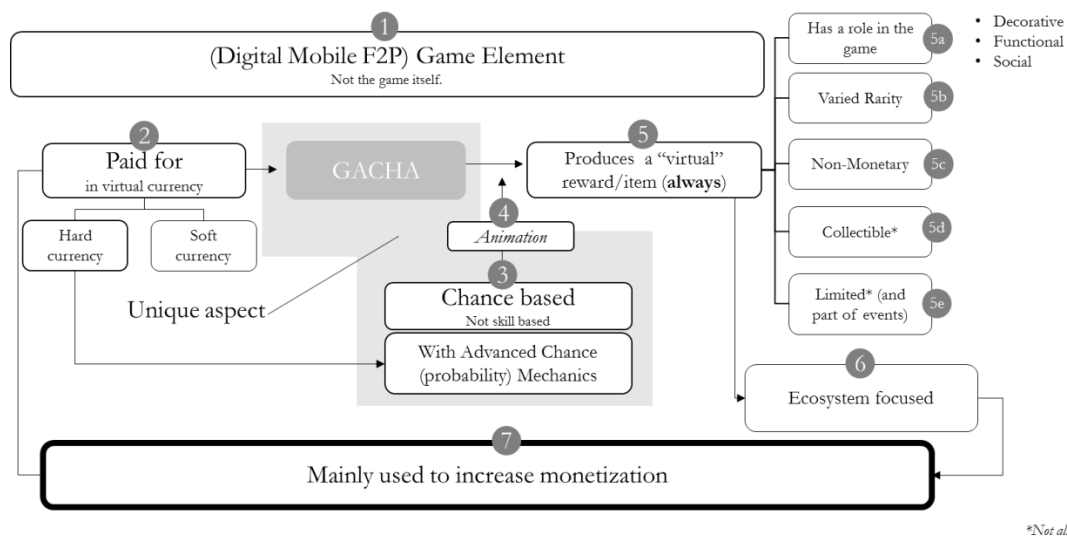 1
(Digital Mobile F2P) Game Element
Not the game itself.
2
Paid for
in virtual currency
Hard
currency
Soft
currency
GACHA
Unique aspect
4
Animation
3
Chance based
Not skill based
With Advanced Chance
(probability) Mechanics
5
Produces a “virtual”
reward/item (always)
Has a role in the
game
5a
• Decorative
• Functional
• Social
Varied Rarity
5b
Non-Monetary
5c
Collectible*
5d
Limited* (and
part of events)
5e
6
Ecosystem focused
7
Mainly used to increase monetization
*Not